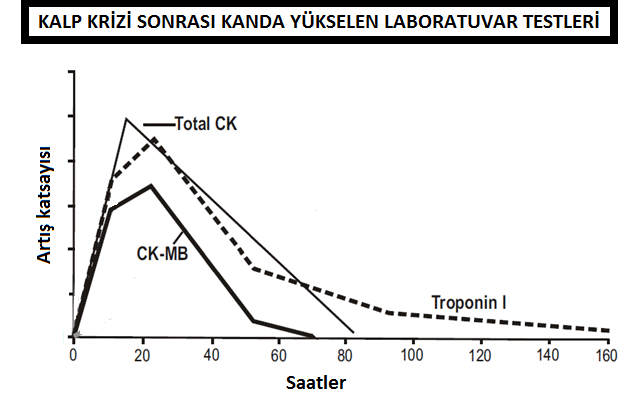 KALP KRİZİ SONRASI KANDA YÜKSELEN LABORATUVAR TESTLERİ
Artış katsayısı
Total CK
CK-MB
Troponin I
0 20 40 60 80 100 120 140 160
Saatler